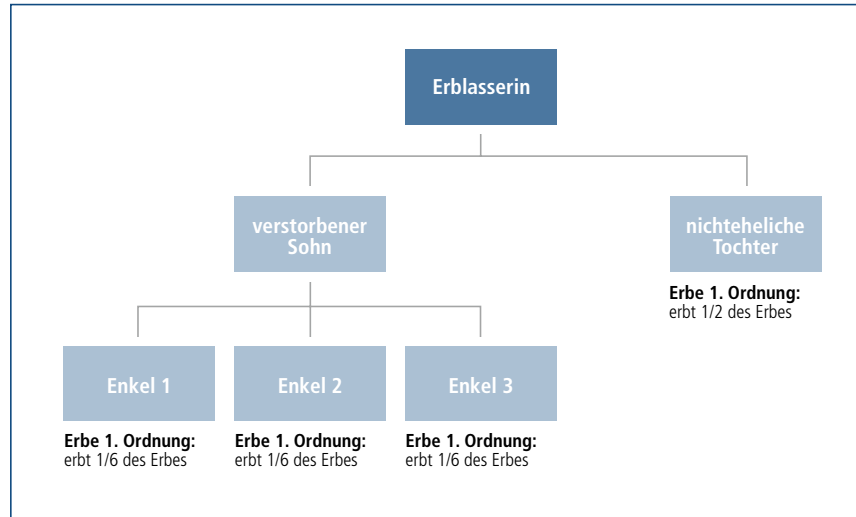 Erblasserin
verstorbener
Sohn
nichteheliche
Tochter
Erbe 1. Ordnung:
erbt 1/2 des Erbes
Enkel 1
Enkel 2
Enkel 3
Erbe 1. Ordnung:
erbt 1/6 des Erbes
Erbe 1. Ordnung:
erbt 1/6 des Erbes
Erbe 1. Ordnung:
erbt 1/6 des Erbes